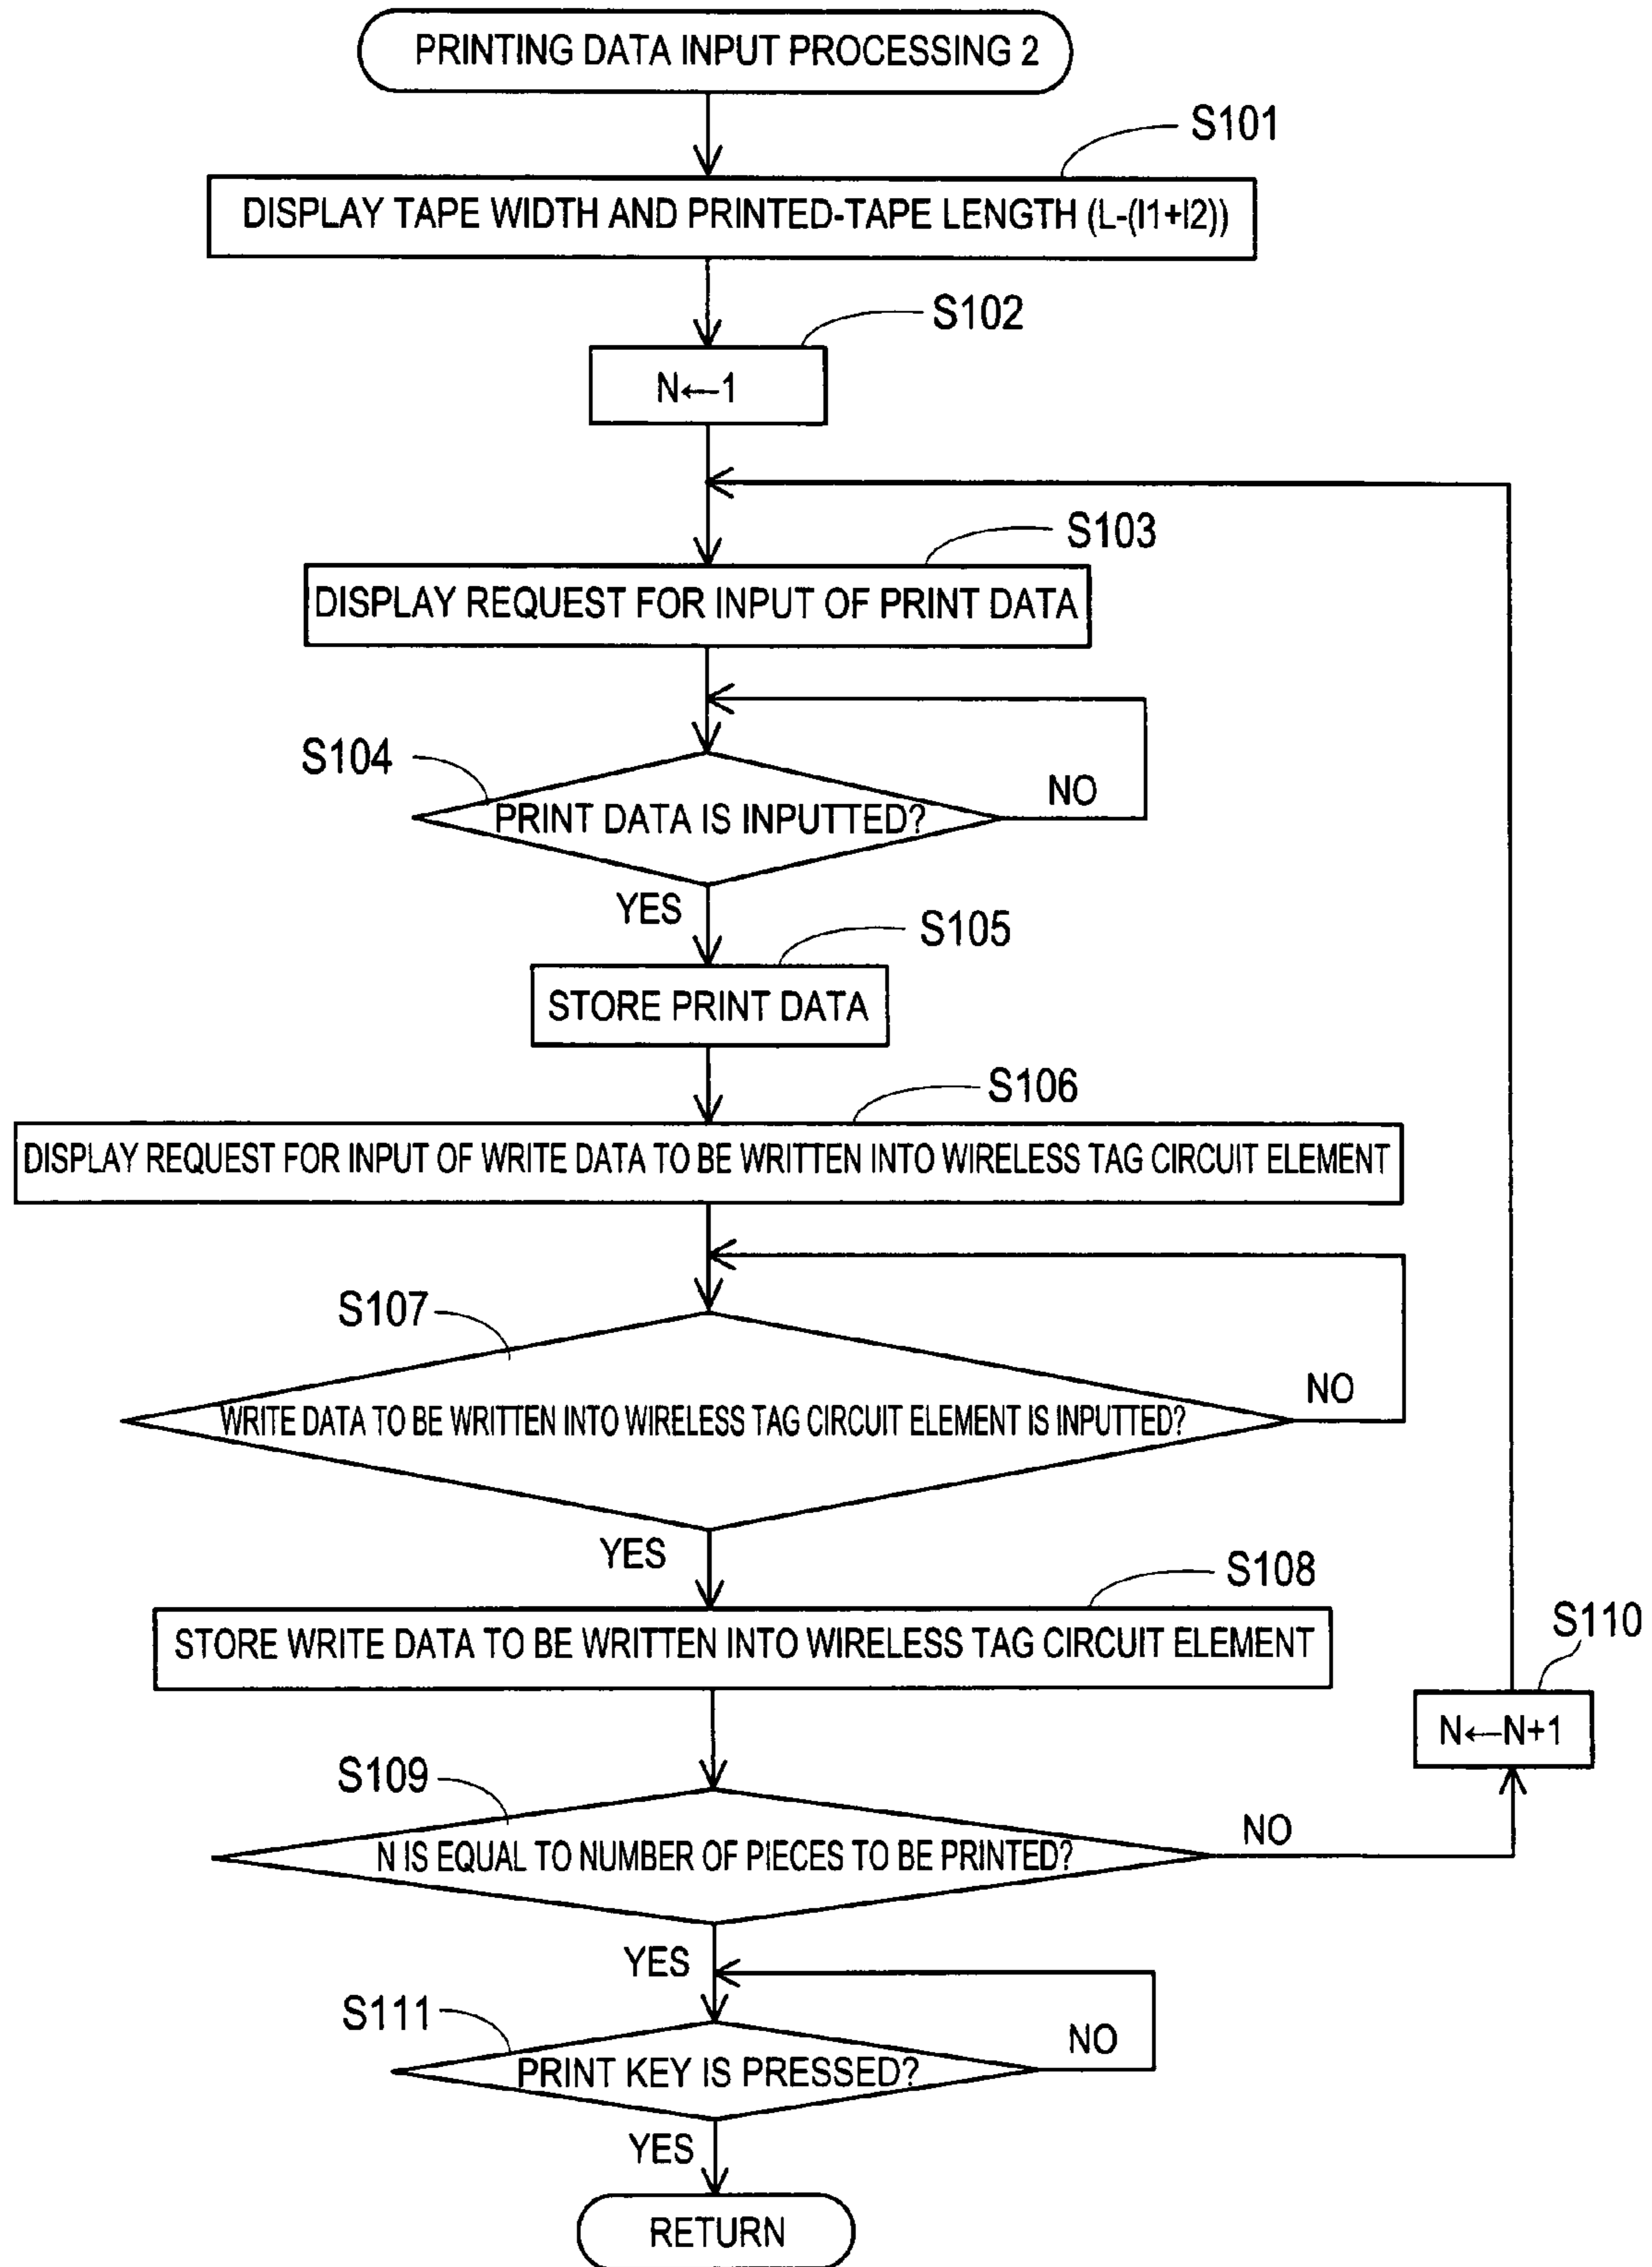 PRINTING DATA INPUT PROCESSING 2
S101
DISPLAY TAPE WIDTH AND PRINTED-TAPE LENGTH (L-(l1+l2))
S102
N←1
S103
DISPLAY REQUEST FOR INPUT OF PRINT DATA
S104
PRINT DATA IS INPUTTED?
NO
YES
S105
STORE PRINT DATA
S106
DISPLAY REQUEST FOR INPUT OF WRITE DATA TO BE WRITTEN INTO WIRELESS TAG CIRCUIT ELEMENT
S107
WRITE DATA TO BE WRITTEN INTO WIRELESS TAG CIRCUIT ELEMENT IS INPUTTED?
NO
YES
S108
STORE WRITE DATA TO BE WRITTEN INTO WIRELESS TAG CIRCUIT ELEMENT
S110
N←N+1
S109
N IS EQUAL TO NUMBER OF PIECES TO BE PRINTED?
NO
YES
S111
PRINT KEY IS PRESSED?
NO
YES
RETURN